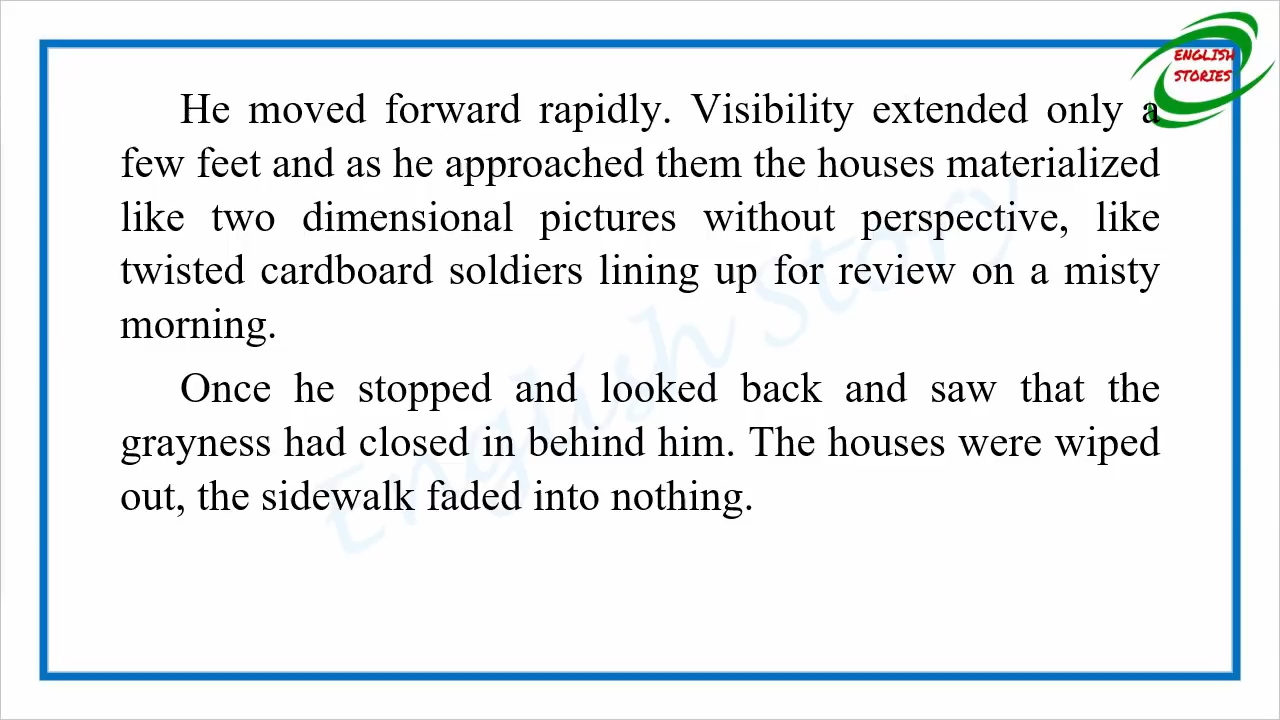 ENGLISH
STORIES
He moved forward rapidly. Visibility extended only a
few feet and as he approached them the houses materialized
like two dimensional pictures without perspective, like
twisted cardboard soldiers lining up for review on a misty
morning.
Once he stopped and looked back and saw that the
grayness had closed in behind him. The houses were wiped
out, the sidewalk faded into nothing.
English Story